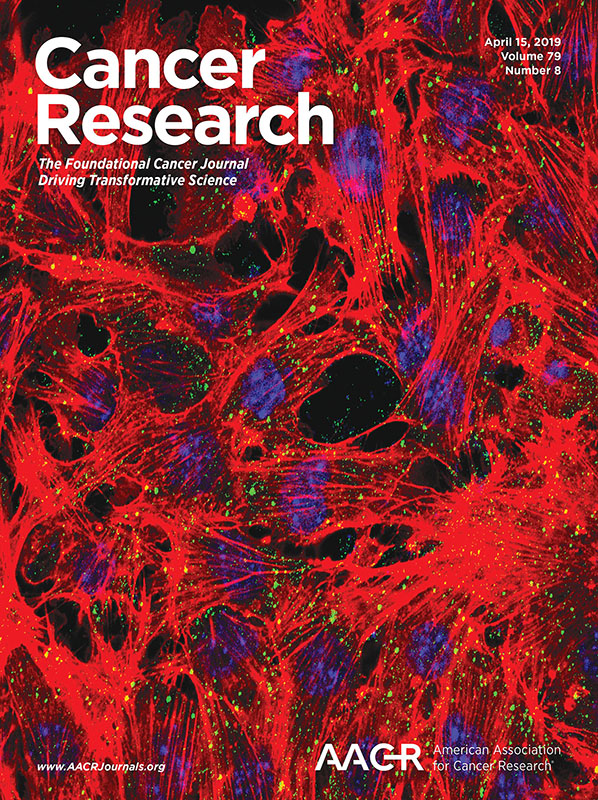 Cancer
Research
The Foundational Cancer Journal
Driving Transformative Science
April 15, 2019
Volume 79
Number 8
www.AACRJournals.org
AACR
American Association
for Cancer Research